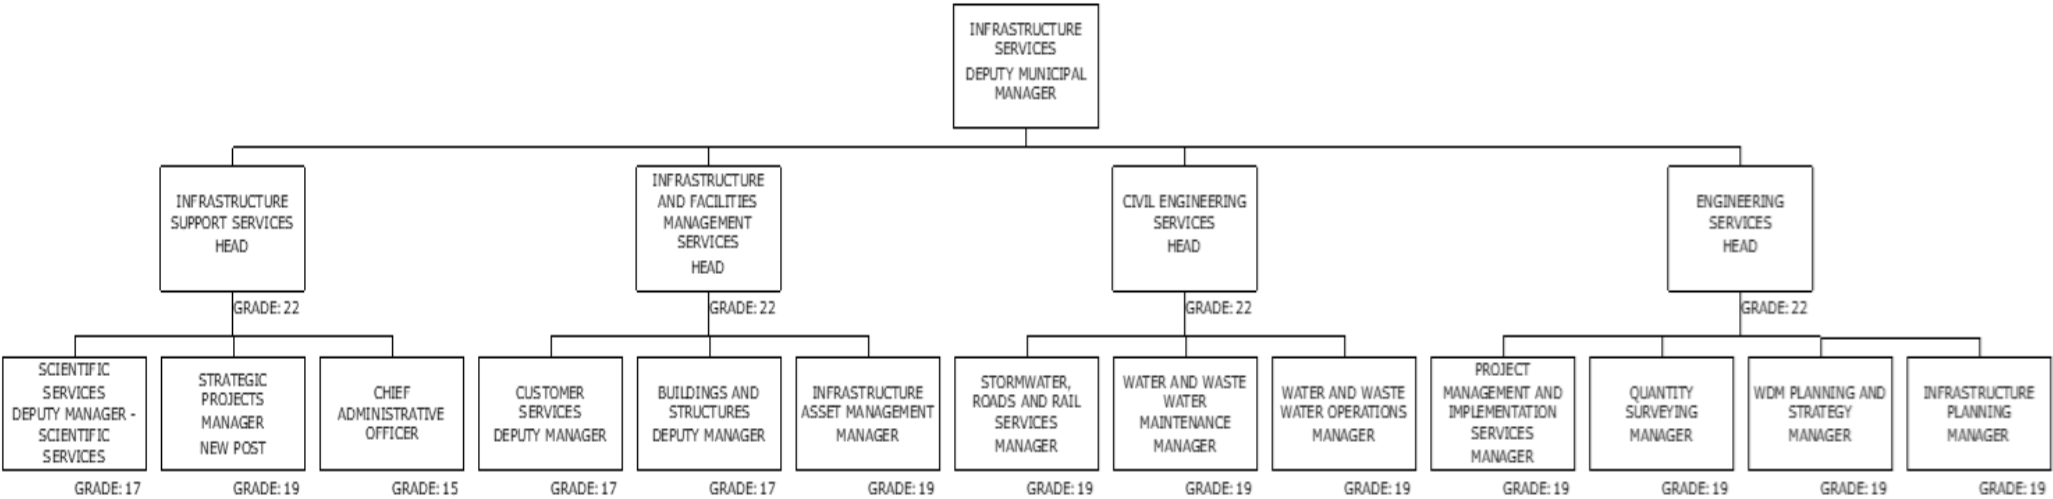 INFRASTRUCTURE
SERVICES
DEPUTY MUNICIPAL
MANAGER
INFRASTRUCTURE
SUPPORT SERVICES
HEAD
GRADE: 22
INFRASTRUCTURE
AND FACILITIES
MANAGEMENT
SERVICES
HEAD
GRADE: 22
CIVIL ENGINEERING
SERVICES
HEAD
GRADE: 22
ENGINEERING
SERVICES
HEAD
GRADE: 22
SCIENTIFIC
SERVICES
DEPUTY MANAGER -
SCIENTIFIC
SERVICES
GRADE: 17
STRATEGIC
PROJECTS
MANAGER
NEW POST
GRADE: 19
CHIEF
ADMINISTRATIVE
OFFICER
GRADE: 15
CUSTOMER
SERVICES
DEPUTY MANAGER
GRADE: 17
BUILDINGS AND
STRUCTURES
DEPUTY MANAGER
GRADE: 17
INFRASTRUCTURE
ASSET MANAGEMENT
MANAGER
GRADE: 19
STORMWATER,
ROADS AND RAIL
SERVICES
MANAGER
GRADE: 19
WATER AND WASTE
WATER
MAINTENANCE
MANAGER
GRADE: 19
WATER AND WASTE
WATER OPERATIONS
MANAGER
GRADE: 19
PROJECT
MANAGEMENT AND
IMPLEMENTATION
SERVICES
MANAGER
GRADE: 19
QUANTITY
SURVEYING
MANAGER
GRADE: 19
WDM PLANNING AND
STRATEGY
MANAGER
GRADE: 19
INFRASTRUCTURE
PLANNING
MANAGER
GRADE: 19